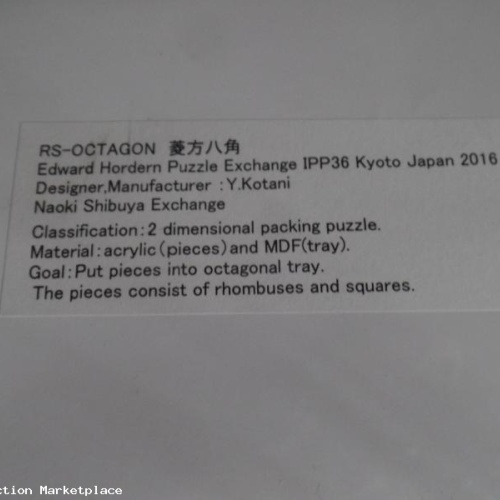 RS-OCTAGON 菱方八角
Edward Hordern Puzzle Exchange IPP36 Kyoto Japan 2016
Designer,Manufacturer :Y.Kotani
Naoki Shibuya Exchange
Classification:2 dimensional packing puzzle.
Material:acrylic(pieces)and MDF(tray).
Goal:Put pieces into octagonal tray.
The pieces consist of rhombuses and squares.
ction Marketplace